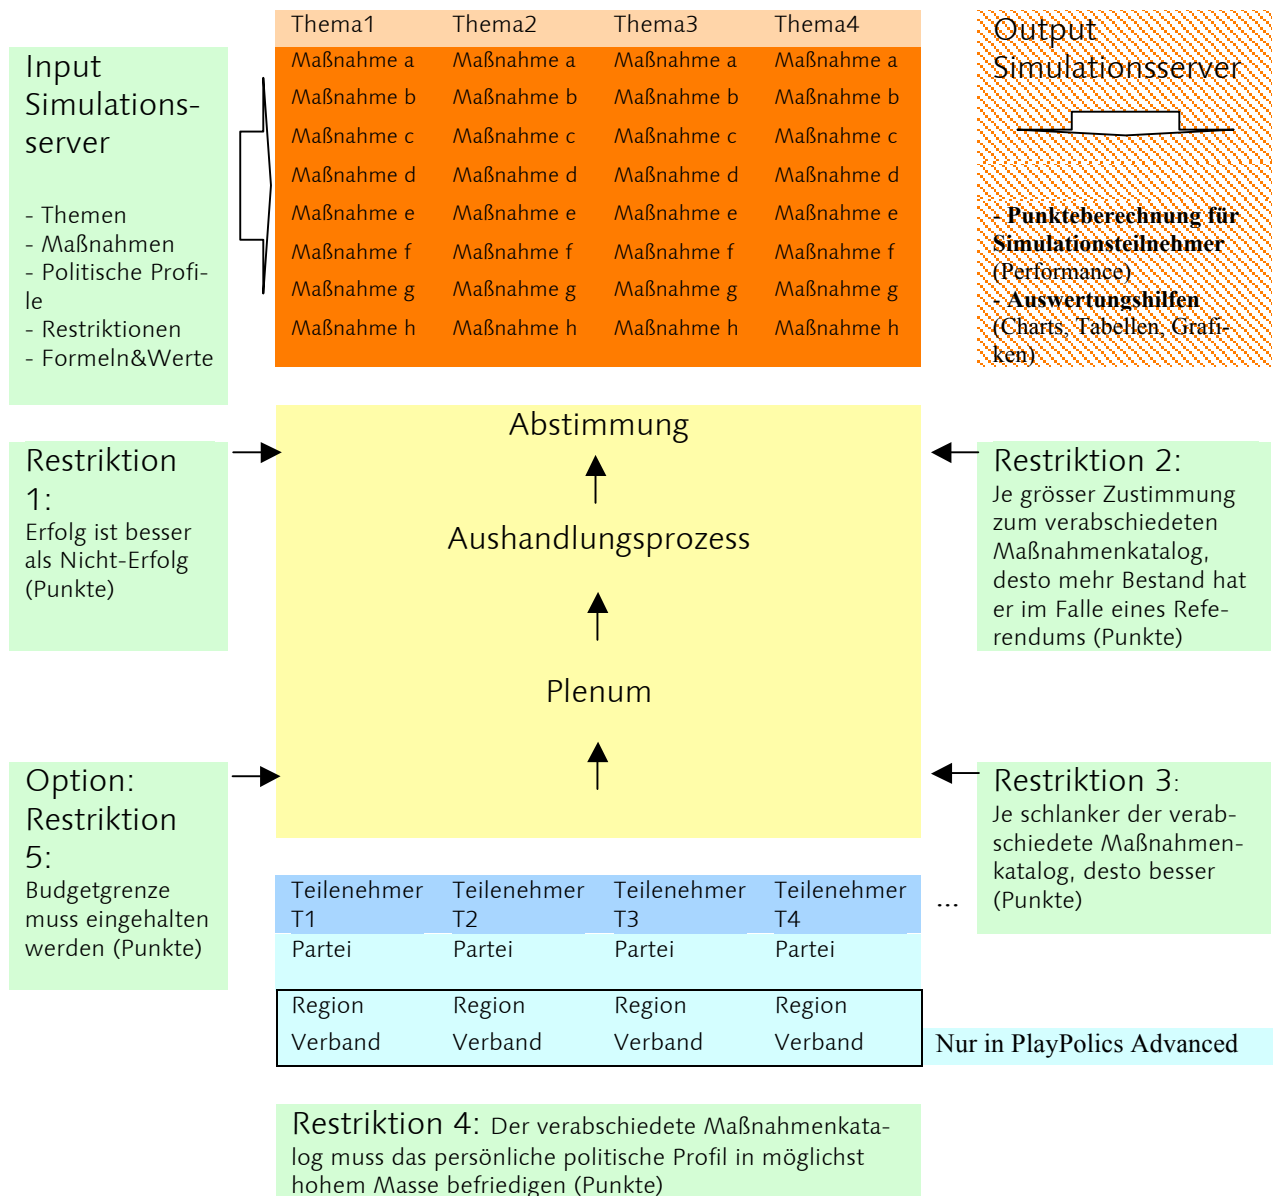 Input
Simulations-
server
- Themen
- Maßnahmen
- Politische Profi-
le
- Restriktionen
- Formeln&Werte
Thema1 Thema2 Thema3 Thema4
Maßnahme a Maßnahme a Maßnahme a Maßnahme a
Maßnahme b Maßnahme b Maßnahme b Maßnahme b
Maßnahme c Maßnahme c Maßnahme c Maßnahme c
Maßnahme d Maßnahme d Maßnahme d Maßnahme d
Maßnahme e Maßnahme e Maßnahme e Maßnahme e
Maßnahme f Maßnahme f Maßnahme f Maßnahme f
Maßnahme g Maßnahme g Maßnahme g Maßnahme g
Maßnahme h Maßnahme h Maßnahme h Maßnahme h
Output
Simulationsserver
- Punkteberechnung für
Simulationsteilnehmer
(Performance)
- Auswertungshilfen
(Charts, Tabellen, Grafi-
ken)
Restriktion
1:
Erfolg ist besser
als Nicht-Erfolg
(Punkte)
Abstimmung
Aushandlungsprozess
Plenum
Restriktion 2:
Je grösser Zustimmung
zum verabschiedeten
Maßnahmenkatalog,
desto mehr Bestand hat
er im Falle eines Refe-
rendums (Punkte)
Option:
Restriktion
5:
Budgetgrenze
muss eingehalten
werden (Punkte)
Restriktion 3:
Je schlanker der verab-
schiedete Maßnahmen-
katalog, desto besser
(Punkte)
Teilenehmer Teilenehmer Teilenehmer Teilenehmer
T1 T2 T3 T4 ...
Partei Partei Partei Partei
Region Region Region Region
Verband Verband Verband Verband
Nur in PlayPolics Advanced
Restriktion 4: Der verabschiedete Maßnahmenkata-
log muss das persönliche politische Profil in möglichst
hohem Masse befriedigen (Punkte)